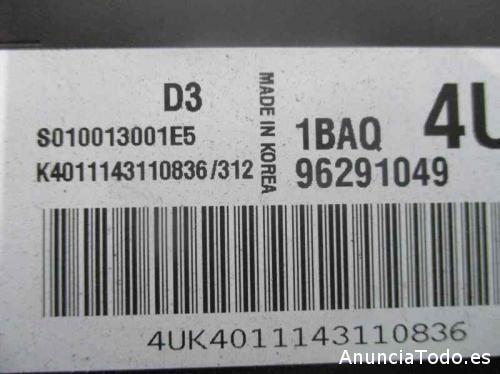 D3
S010013001E5
K4011143110836/312
MADE IN KOREA
1BAQ
4U
96291049
4UK4011143110836
AnunciaTodo.es